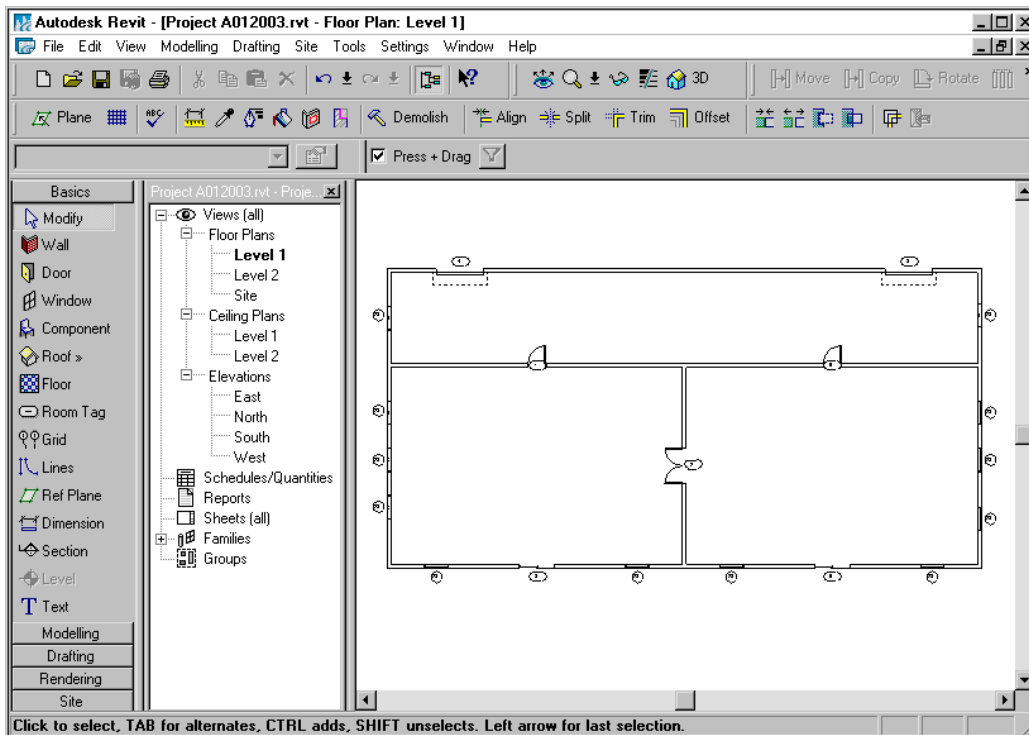 Autodesk Revit - [Project A012003.rvt - Floor Plan: Level 1]
File Edit View Modelling Drafting Site Tools Settings Window Help
3D Move Copy Rotate
Plane ABC Demolish Align Split Trim Offset
Press + Drag
Basics
Modify
Wall
Door
Window
Component
Roof »
Floor
Room Tag
Grid
Lines
Ref Plane
Dimension
Section
Level
T Text
Modelling
Drafting
Rendering
Site
Project A012003.rvt - Proje...
Views (all)
Floor Plans
Level 1
Level 2
Site
Ceiling Plans
Level 1
Level 2
Elevations
East
North
South
West
Schedules/Quantities
Reports
Sheets (all)
Families
Groups
Click to select, TAB for alternates, CTRL adds, SHIFT unselects. Left arrow for last selection.